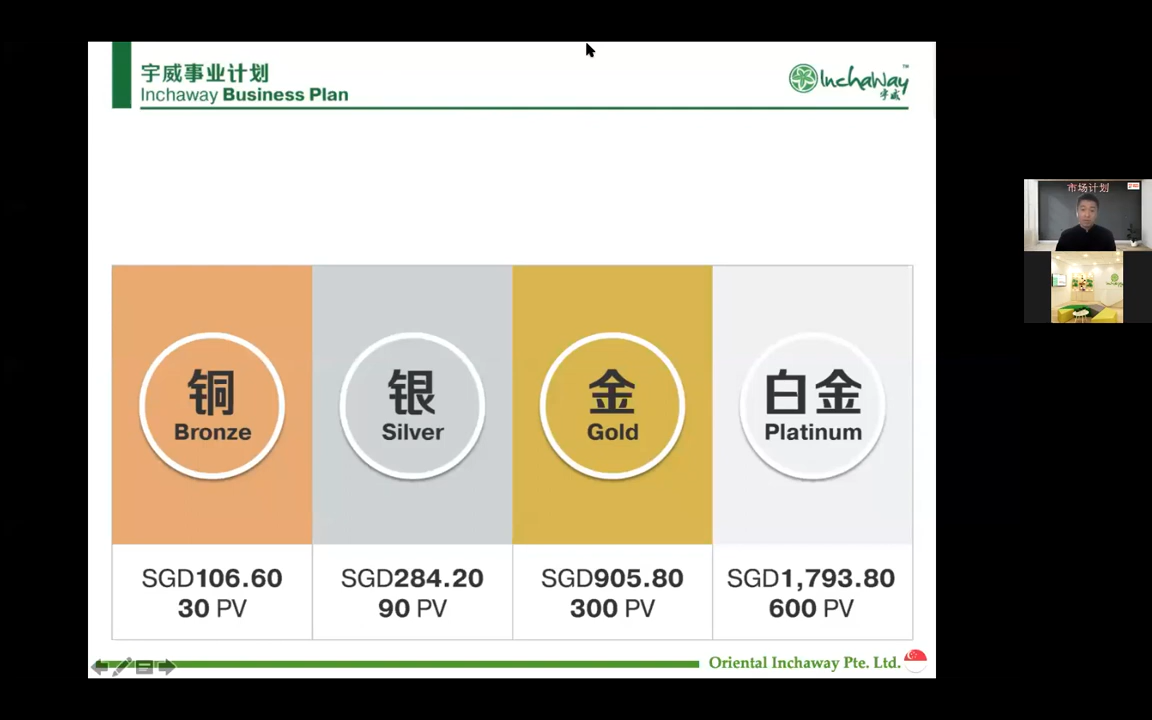 宇威事业计划
Inchaway Business Plan
Inchaway™
宇威
市场计划
铜
Bronze
银
Silver
金
Gold
白金
Platinum
SGD106.60
30 PV
SGD284.20
90 PV
SGD905.80
300 PV
SGD1,793.80
600 PV
Oriental Inchaway Pte. Ltd.